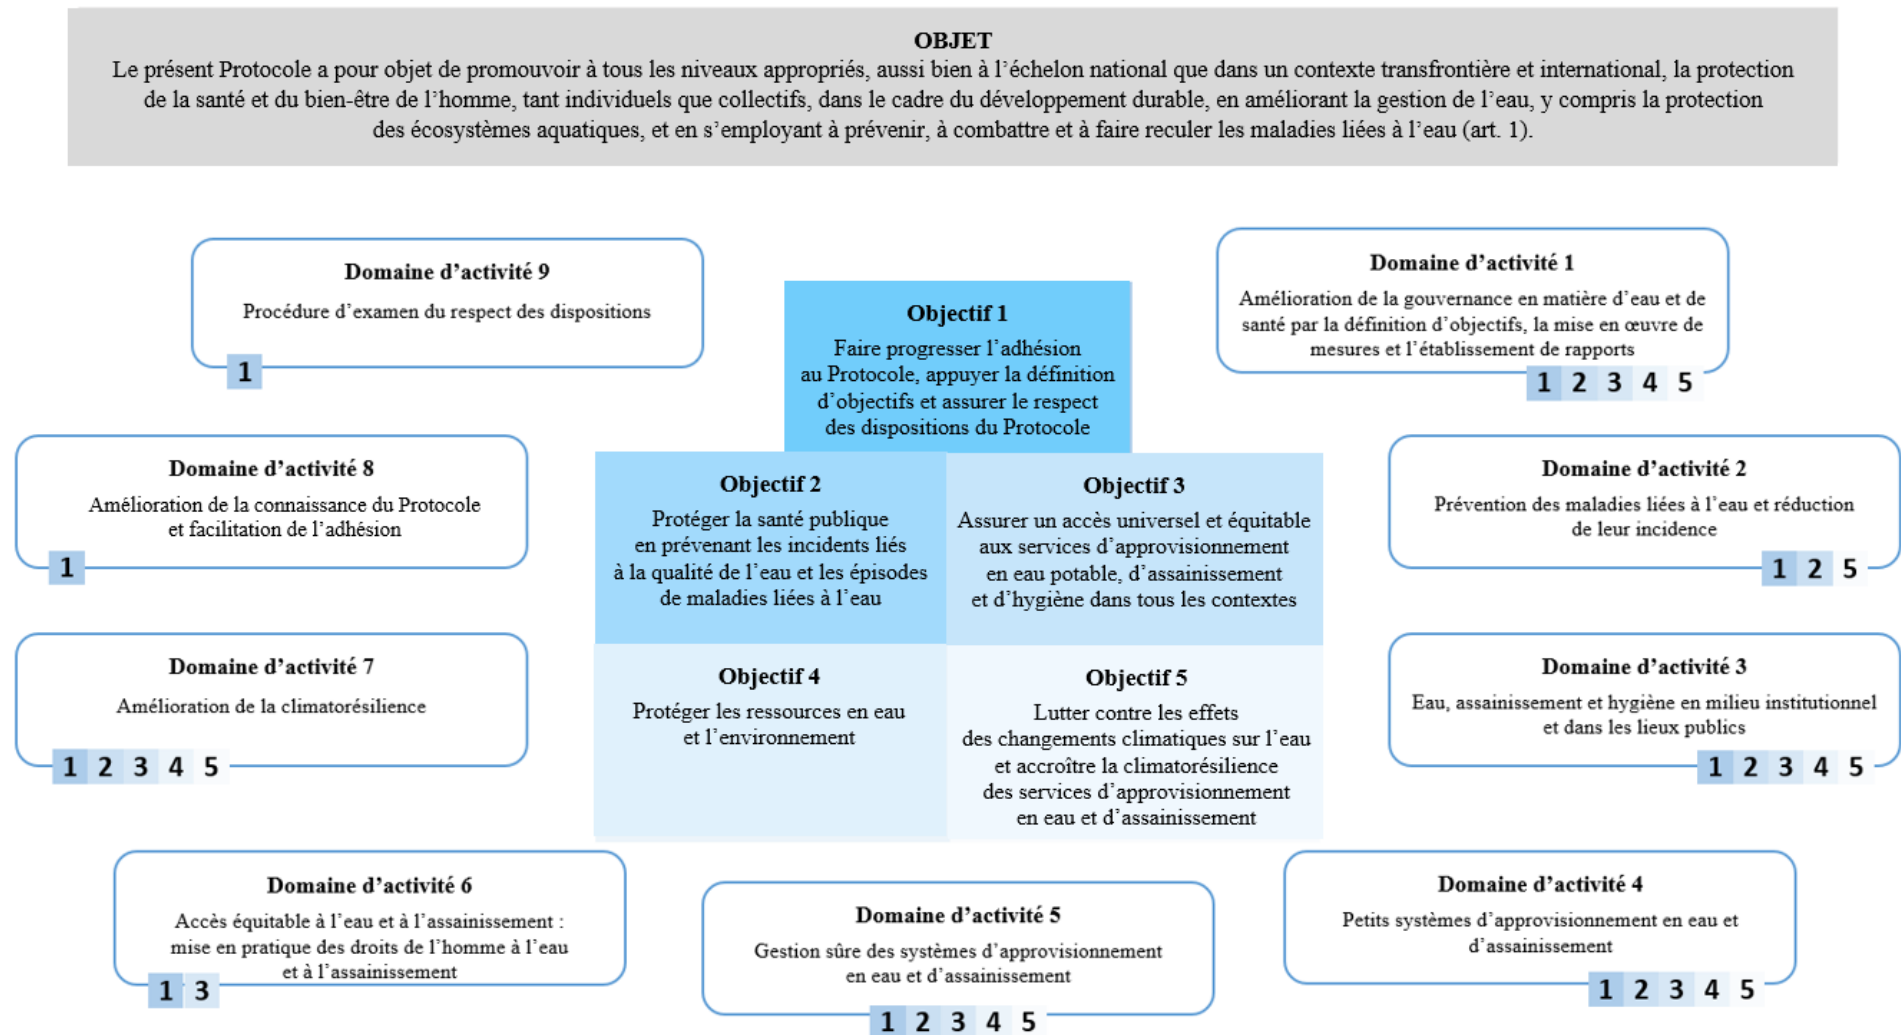 OBJET
Le présent Protocole a pour objet de promouvoir à tous les niveaux appropriés, aussi bien à l’échelon national que dans un contexte transfrontière et international, la protection
de la santé et du bien-être de l’homme, tant individuels que collectifs, dans le cadre du développement durable, en améliorant la gestion de l’eau, y compris la protection
des écosystèmes aquatiques, et en s’employant à prévenir, à combattre et à faire reculer les maladies liées à l’eau (art. 1).
Domaine d’activité 9
Procédure d’examen du respect des dispositions
1
Objectif 1
Faire progresser l’adhésion
au Protocole, appuyer la définition
d’objectifs et assurer le respect
des dispositions du Protocole
Domaine d’activité 1
Amélioration de la gouvernance en matière d’eau et de
santé par la définition d’objectifs, la mise en œuvre de
mesures et l’établissement de rapports
1 2 3 4 5
Domaine d’activité 8
Amélioration de la connaissance du Protocole
et facilitation de l’adhésion
1
Objectif 2
Protéger la santé publique
en prévenant les incidents liés
à la qualité de l’eau et les épisodes
de maladies liées à l’eau
Objectif 3
Assurer un accès universel et équitable
aux services d’approvisionnement
en eau potable, d’assainissement
et d’hygiène dans tous les contextes
Domaine d’activité 2
Prévention des maladies liées à l’eau et réduction
de leur incidence
1 2 5
Domaine d’activité 7
Amélioration de la climatorésilience
1 2 3 4 5
Objectif 4
Protéger les ressources en eau
et l’environnement
Objectif 5
Lutter contre les effets
des changements climatiques sur l’eau
et accroître la climatorésilience
des services d’approvisionnement
en eau et d’assainissement
Domaine d’activité 3
Eau, assainissement et hygiène en milieu institutionnel
et dans les lieux publics
1 2 3 4 5
Domaine d’activité 6
Accès équitable à l’eau et à l’assainissement :
mise en pratique des droits de l’homme à l’eau
et à l’assainissement
1 3
Domaine d’activité 5
Gestion sûre des systèmes d’approvisionnement
en eau et d’assainissement
1 2 3 4 5
Domaine d’activité 4
Petits systèmes d’approvisionnement en eau et
d’assainissement
1 2 3 4 5